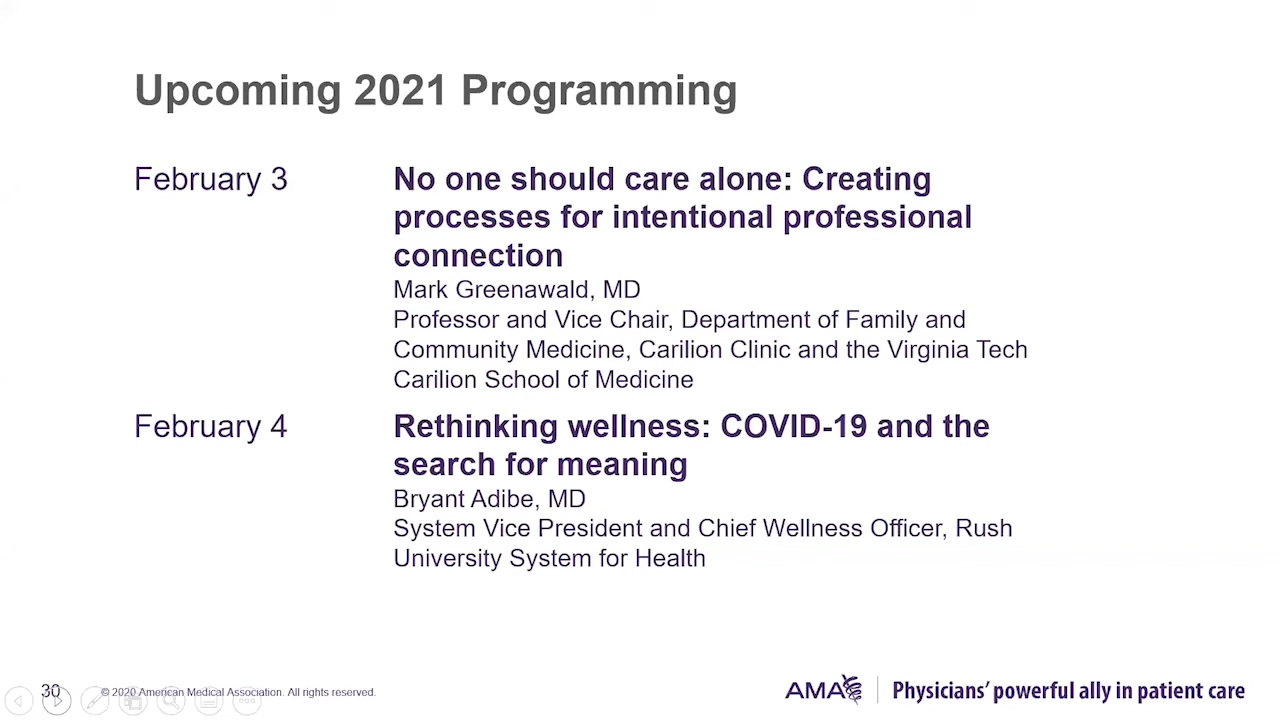 Upcoming 2021 Programming
February 3
No one should care alone: Creating
processes for intentional professional
connection
Mark Greenawald, MD
Professor and Vice Chair, Department of Family and
Community Medicine, Carilion Clinic and the Virginia Tech
Carilion School of Medicine
February 4
Rethinking wellness: COVID-19 and the
search for meaning
Bryant Adibe, MD
System Vice President and Chief Wellness Officer, Rush
University System for Health
30
© 2020 American Medical Association. All rights reserved.
AMA
Physicians’ powerful ally in patient care